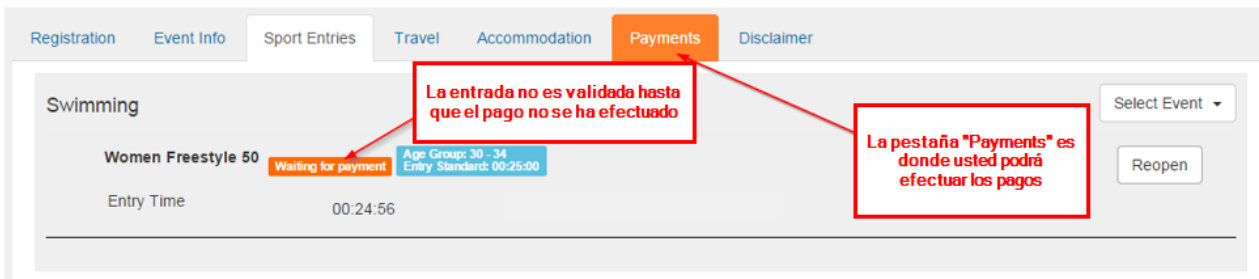 Registration Event Info Sport Entries Travel Accommodation Payments Disclaimer
La entrada no es validada hasta
que el pago no se ha efectuado
Swimming
Select Event
La pestaña "Payments" es
donde usted podrá
efectuar los pagos
Women Freestyle 50 Waiting for payment
Age Group: 30 - 34
Entry Standard: 00:25:00
Reopen
Entry Time 00:24:56